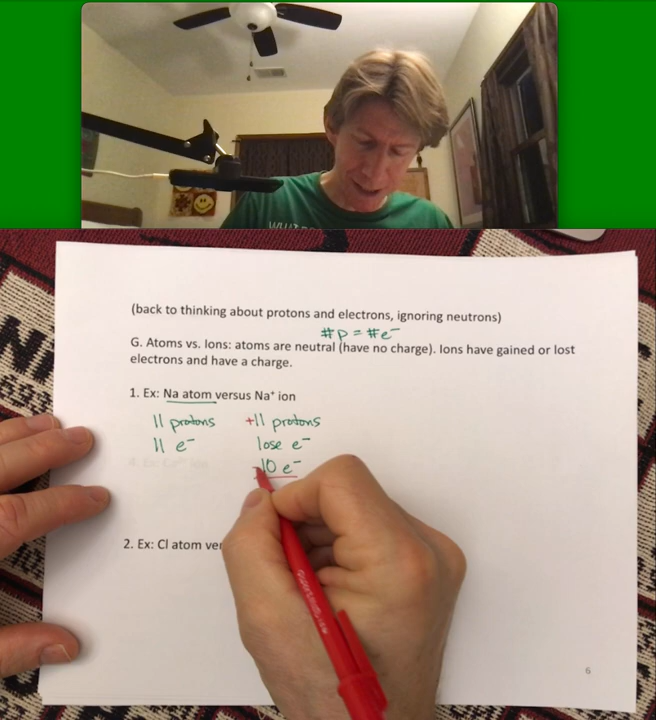 (back to thinking about protons and electrons, ignoring neutrons)
#p = #e⁻
G. Atoms vs. Ions: atoms are neutral (have no charge). Ions have gained or lost
electrons and have a charge.
1. Ex: Na atom versus Na⁺ ion
11 protons +11 protons
11 e⁻ lose e⁻
10 e⁻
2. Ex: Cl atom
6